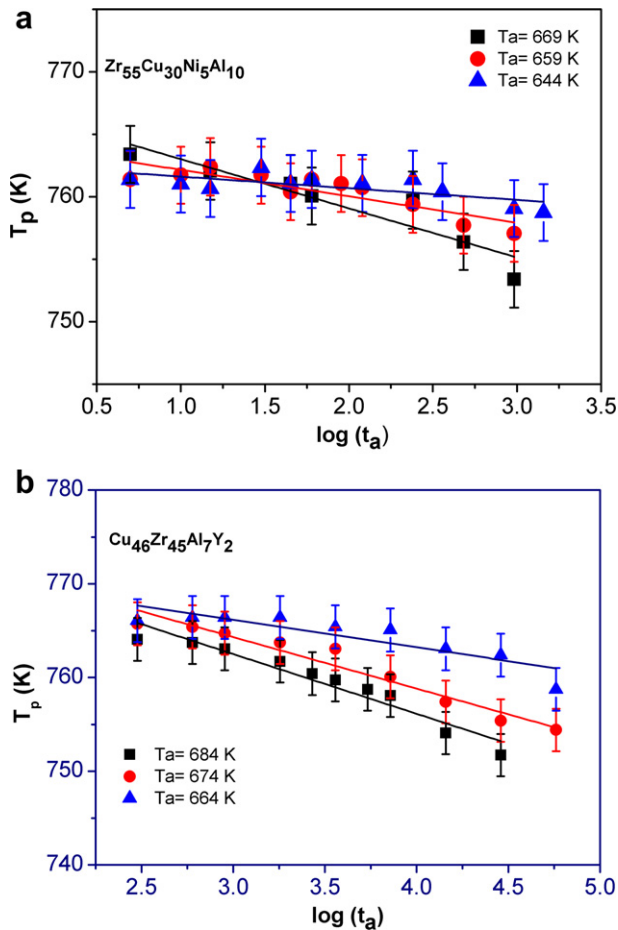 a
Zr55Cu30Ni5Al10
Ta= 669 K
Ta= 659 K
Ta= 644 K
770
760
750
Tp (K)
0.5 1.0 1.5 2.0 2.5 3.0 3.5
log (ta)
b
Cu46Zr45Al7Y2
780
770
760
750
740
Tp (K)
Ta= 684 K
Ta= 674 K
Ta= 664 K
2.5 3.0 3.5 4.0 4.5 5.0
log (ta)